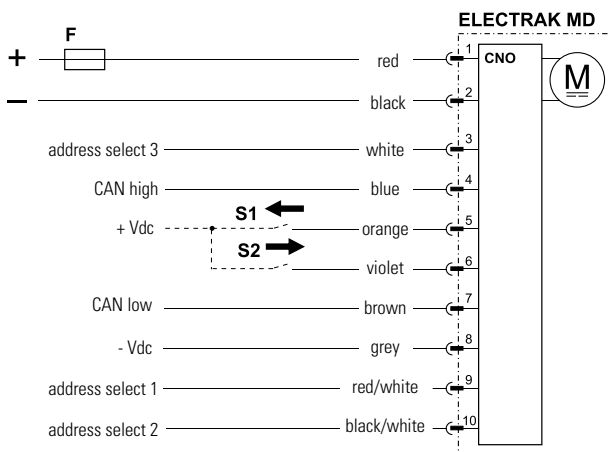 ELECTRAK MD
F
+ red 1 CNO
M
− black 2
address select 3 white 3
CAN high blue 4
S1
+ Vdc orange 5
S2
violet 6
CAN low brown 7
- Vdc grey 8
address select 1 red/white 9
address select 2 black/white 10